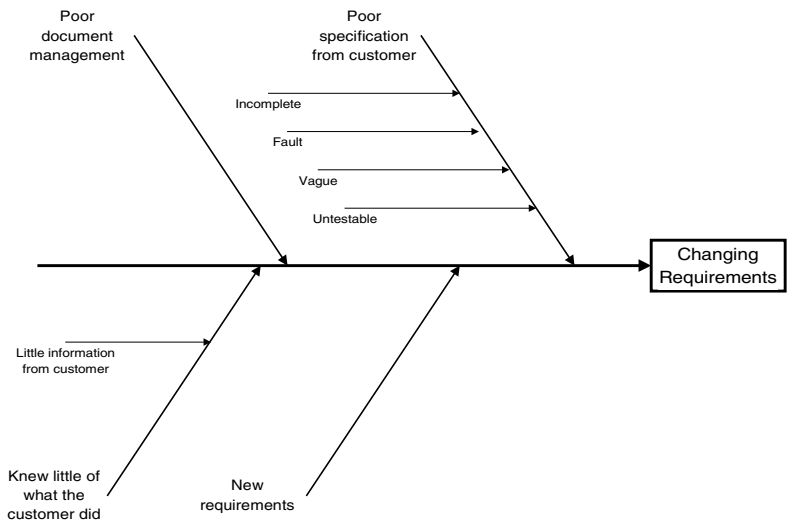 Poor
document
management
Poor
specification
from customer
Incomplete
Fault
Vague
Untestable
Changing
Requirements
Little information
from customer
Knew little of
what the
customer did
New
requirements